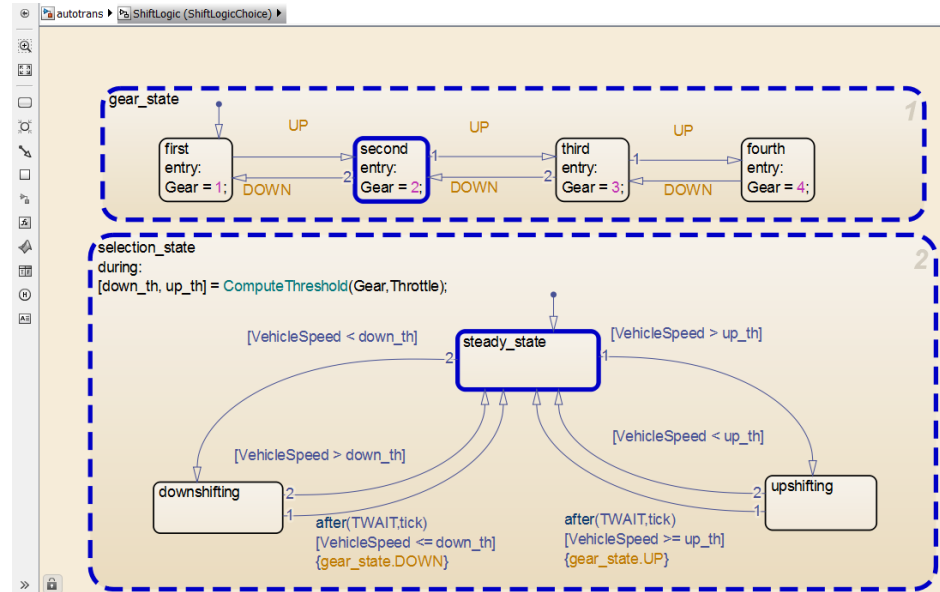 autotrans ShiftLogic (ShiftLogicChoice)
gear_state
1
UP
UP
UP
first
entry:
Gear = 1;
second
entry:
Gear = 2;
third
entry:
Gear = 3;
fourth
entry:
Gear = 4;
1
2
1
2
1
DOWN
DOWN
DOWN
selection_state
2
during:
[down_th, up_th] = ComputeThreshold(Gear,Throttle);
[VehicleSpeed < down_th]
steady_state
[VehicleSpeed > up_th]
2
1
[VehicleSpeed > down_th]
[VehicleSpeed < up_th]
downshifting
2
1
upshifting
2
1
after(TWAIT,tick)
[VehicleSpeed <= down_th]
{gear_state.DOWN}
after(TWAIT,tick)
[VehicleSpeed >= up_th]
{gear_state.UP}